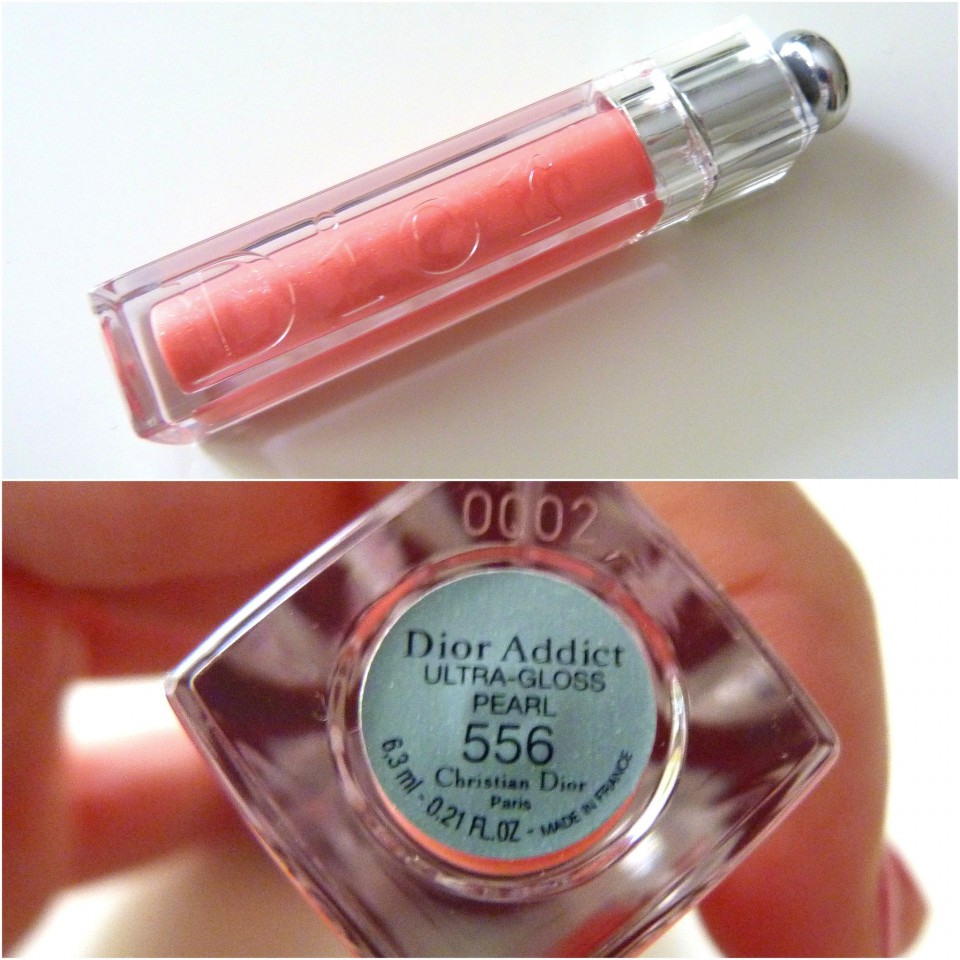 Dior
0002
Dior Addict
ULTRA-GLOSS
PEARL
556
Christian Dior
Paris
6,3 ml - 0.21 FL.OZ - MADE IN FRANCE